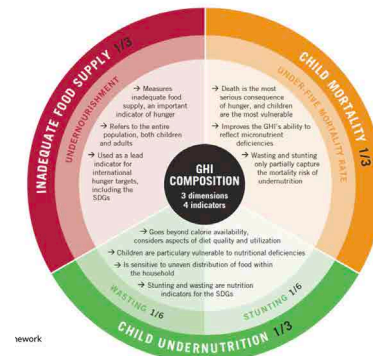 INADEQUATE FOOD SUPPLY 1/3
UNDERNOURISHMENT
→ Measures
inadequate food
supply, an important
indicator of hunger
→ Refers to the entire
population, both children
and adults
→ Used as a lead
indicator for
international
hunger targets,
including the
SDGs
CHILD MORTALITY 1/3
UNDER-FIVE MORTALITY RATE
→ Death is the most
serious consequence
of hunger, and children
are the most vulnerable
→ Improves the GHI's ability to
reflect micronutrient
deficiencies
→ Wasting and stunting
only partially capture
the mortality risk of
undernutrition
GHI
COMPOSITION
3 dimensions
4 indicators
→ Goes beyond calorie availability,
considers aspects of diet quality and utilization
→ Children are particularly vulnerable to nutritional deficiencies
→ Is sensitive to uneven distribution of food within
the household
→ Stunting and wasting are nutrition
indicators for the SDGs
WASTING 1/6
STUNTING 1/6
CHILD UNDERNUTRITION 1/3
nework